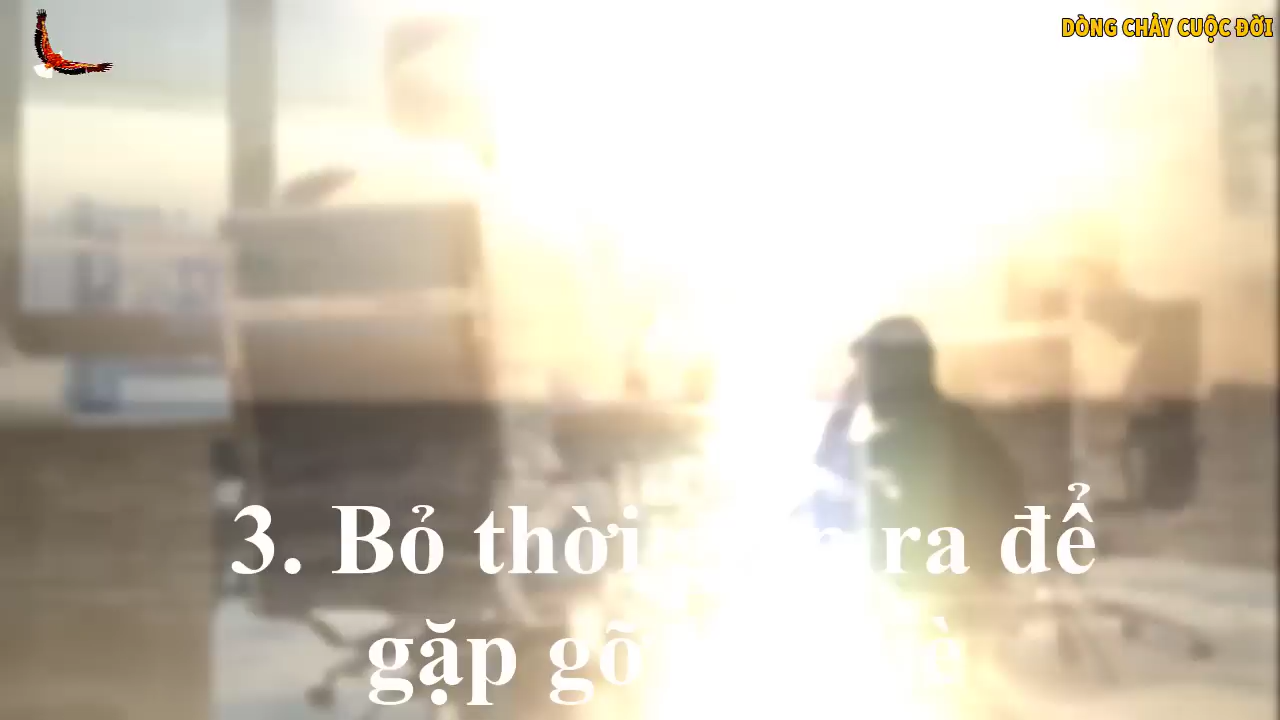 DÒNG CHẢY CUỘC ĐỜI
3. Bỏ thời ra để
gặp gỡ